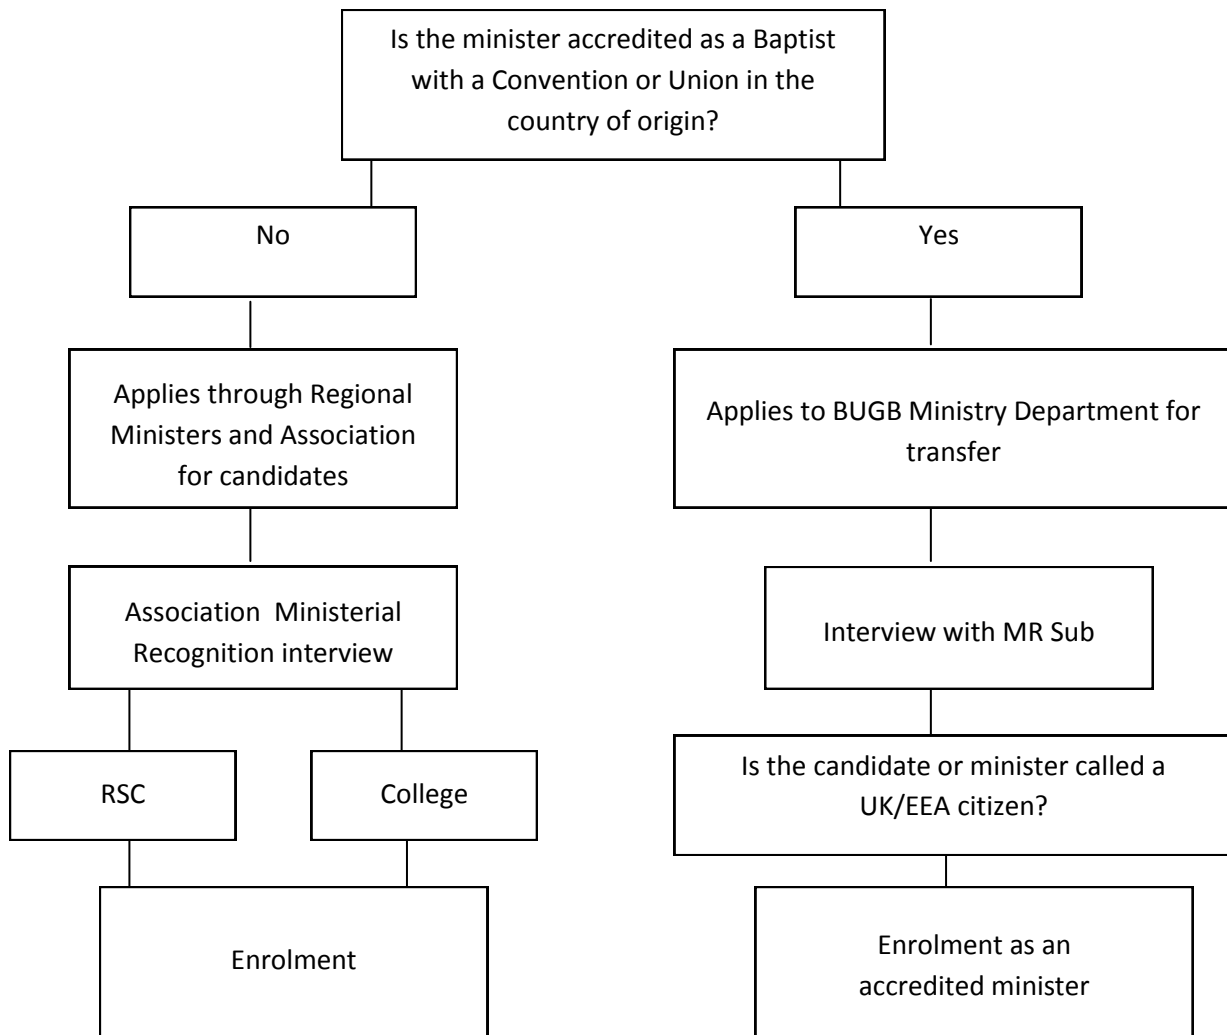 Is the minister accredited as a Baptist
with a Convention or Union in the
country of origin?
No
Yes
Applies through Regional
Ministers and Association
for candidates
Applies to BUGB Ministry Department for
transfer
Association  Ministerial
Recognition interview
Interview with MR Sub
RSC
College
Is the candidate or minister called a
UK/EEA citizen?
Enrolment
Enrolment as an
accredited minister